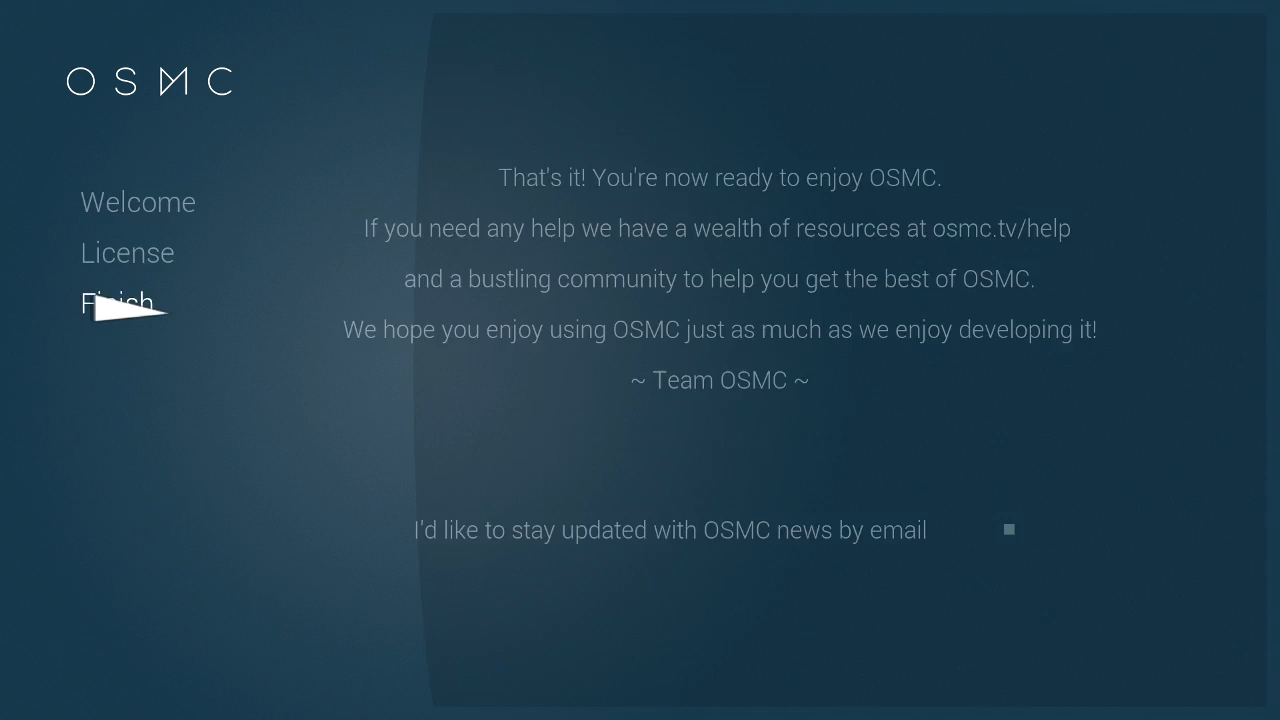 OSMC
Welcome
License
Finish
That's it! You're now ready to enjoy OSMC.
If you need any help we have a wealth of resources at osmc.tv/help
and a bustling community to help you get the best of OSMC.
We hope you enjoy using OSMC just as much as we enjoy developing it!
~ Team OSMC ~
I'd like to stay updated with OSMC news by email